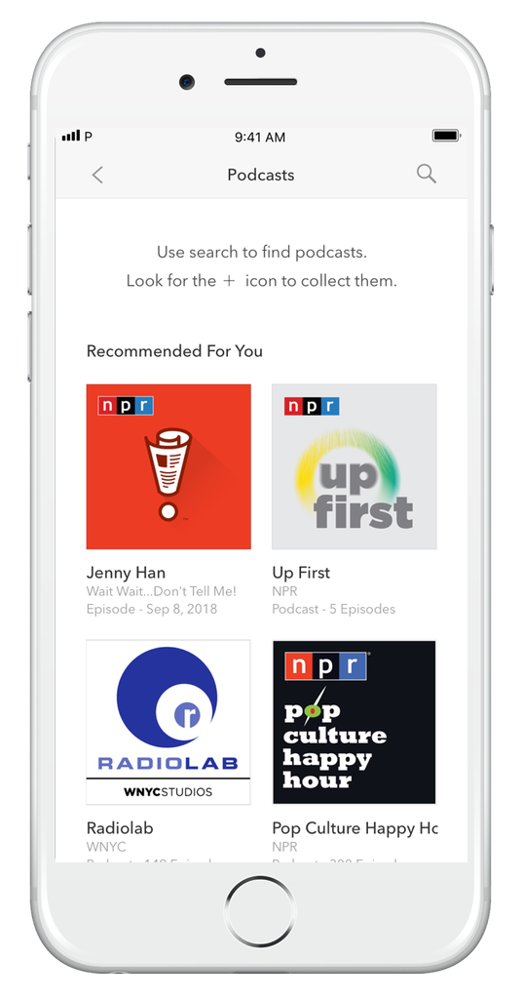 P
9:41 AM
Podcasts
Use search to find podcasts.
Look for the + icon to collect them.
Recommended For You
npr
npr
up
first
Jenny Han
Wait Wait...Don't Tell Me!
Episode - Sep 8, 2018
Up First
NPR
Podcast - 5 Episodes
r
RADIOLAB
WNYCSTUDIOS
npr
pop
culture
happy
hour
Radiolab
WNYC
Pop Culture Happy Ho
NPR